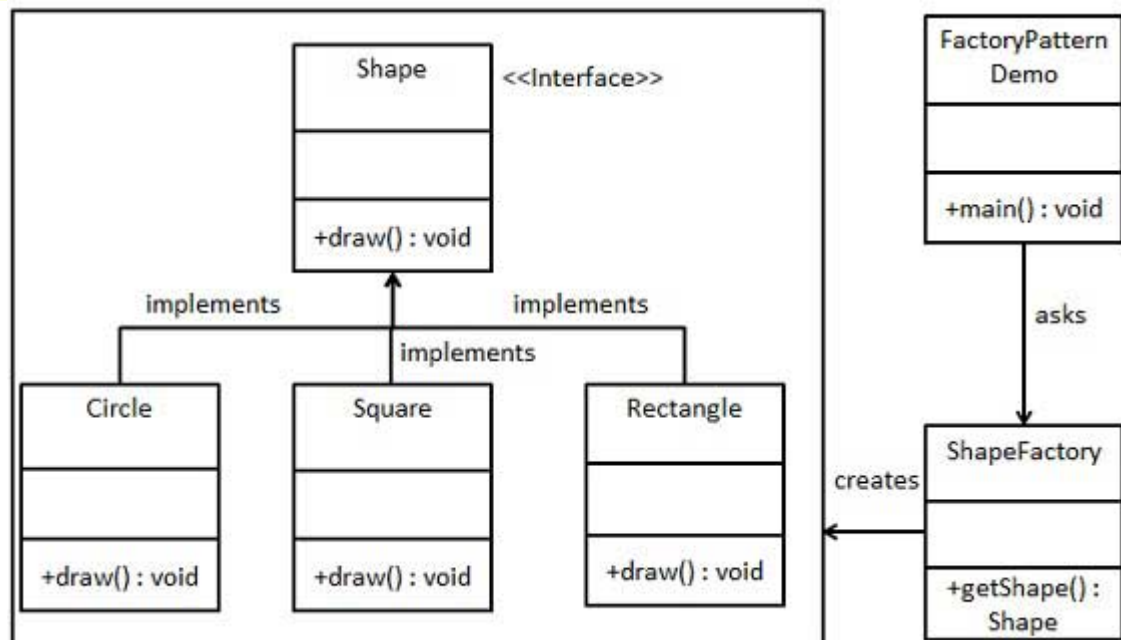 Shape
<<Interface>>
+draw() : void
implements
implements
implements
Circle
+draw() : void
Square
+draw() : void
Rectangle
+draw() : void
FactoryPattern
Demo
+main() : void
asks
ShapeFactory
+getShape() :
Shape
creates